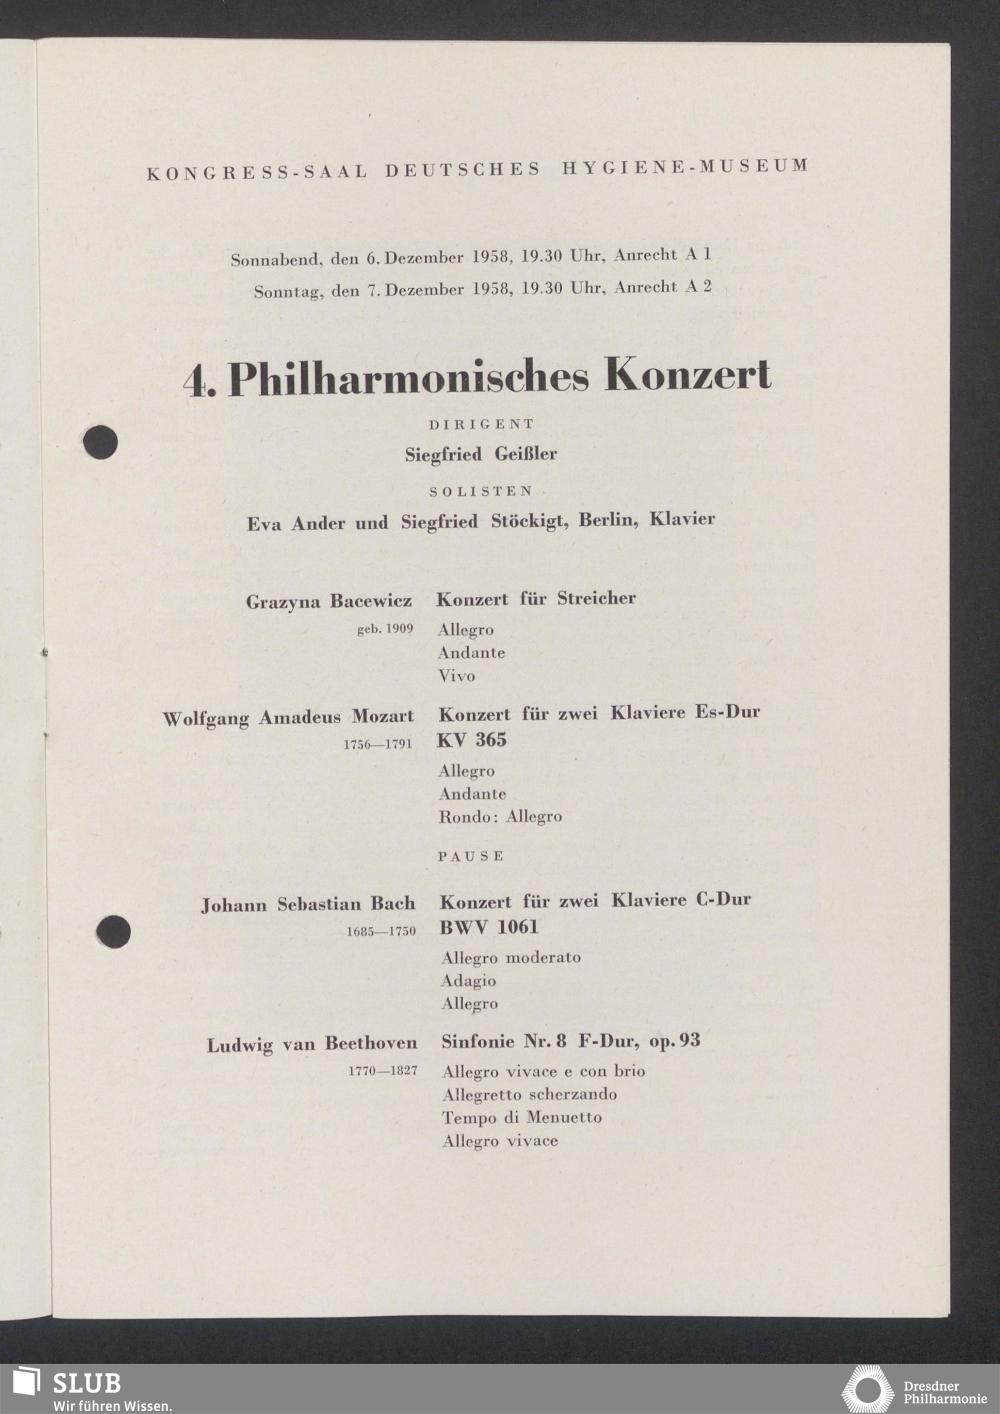 KONGRESS-SAAL DEUTSCHES HYGIENE-MUSEUM
Sonnabend, den 6. Dezember 1958, 19.30 Uhr, Anrecht A 1
Sonntag, den 7. Dezember 1958, 19.30 Uhr, Anrecht A 2
4. Philharmonisches Konzert
DIRIGENT
Siegfried Geißler
SOLISTEN
Eva Ander und Siegfried Stöckigt, Berlin, Klavier
Grazyna Bacewicz Konzert für Streicher
geb. 1909 Allegro
Andante
Vivo
Wolfgang Amadeus Mozart Konzert für zwei Klaviere Es-Dur
1756—1791 KV 365
Allegro
Andante
Rondo: Allegro
PAUSE
Johann Sebastian Bach Konzert für zwei Klaviere C-Dur
1685—1750 BWV 1061
Allegro moderato
Adagio
Allegro
Ludwig van Beethoven Sinfonie Nr. 8 F-Dur, op. 93
1770—1827 Allegro vivace e con brio
Allegretto scherzando
Tempo di Menuetto
Allegro vivace
SLUB
Wir führen Wissen.
Dresdner
Philharmonie